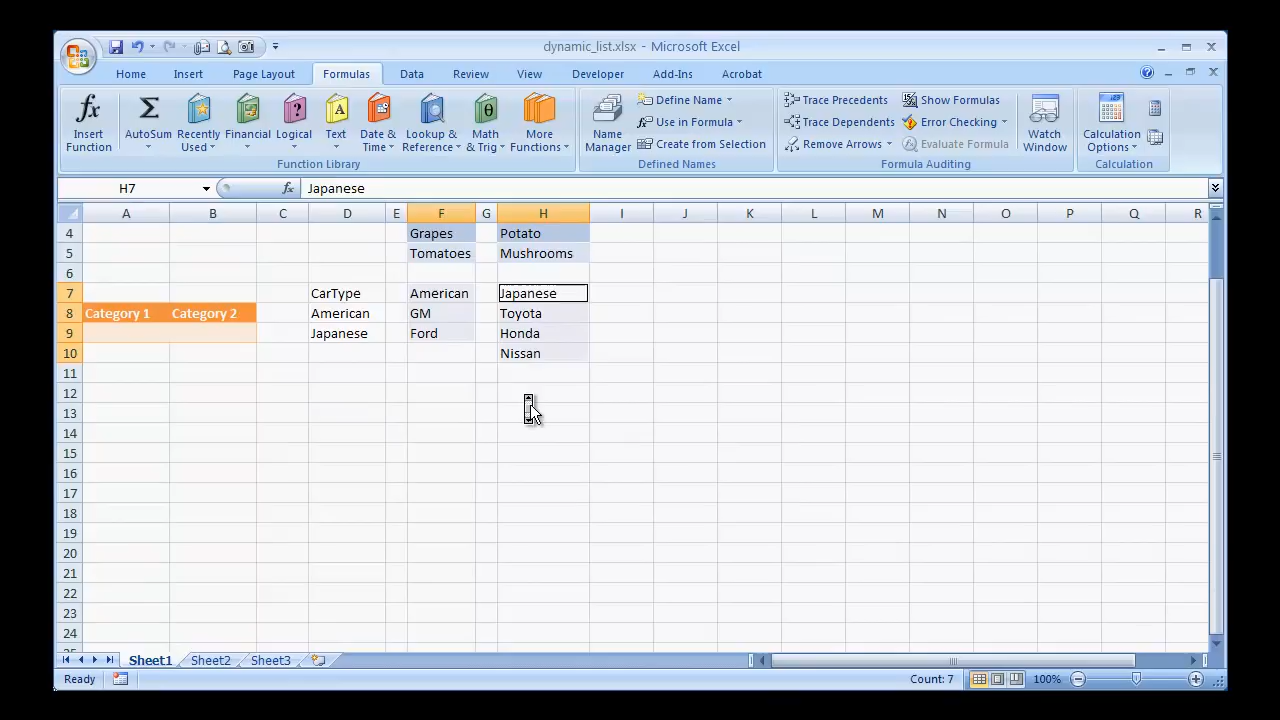 dynamic_list.xlsx - Microsoft Excel
Home Insert Page Layout Formulas Data Review View Developer Add-Ins Acrobat
Insert Function
AutoSum
Recently Used
Financial
Logical
Text
Date & Time
Lookup & Reference
Math & Trig
More Functions
Function Library
Name Manager
Define Name
Use in Formula
Create from Selection
Defined Names
Trace Precedents
Trace Dependents
Remove Arrows
Show Formulas
Error Checking
Evaluate Formula
Formula Auditing
Watch Window
Calculation Options
Calculation
H7 fx Japanese
A B C D E F G H I J K L M N O P Q R
4 Grapes Potato
5 Tomatoes Mushrooms
6
7 CarType American Japanese
8 Category 1 Category 2 American GM Toyota
9 Japanese Ford Honda
10 Nissan
11
12
13
14
15
16
17
18
19
20
21
22
23
24
Sheet1 Sheet2 Sheet3
Ready Count: 7 100%